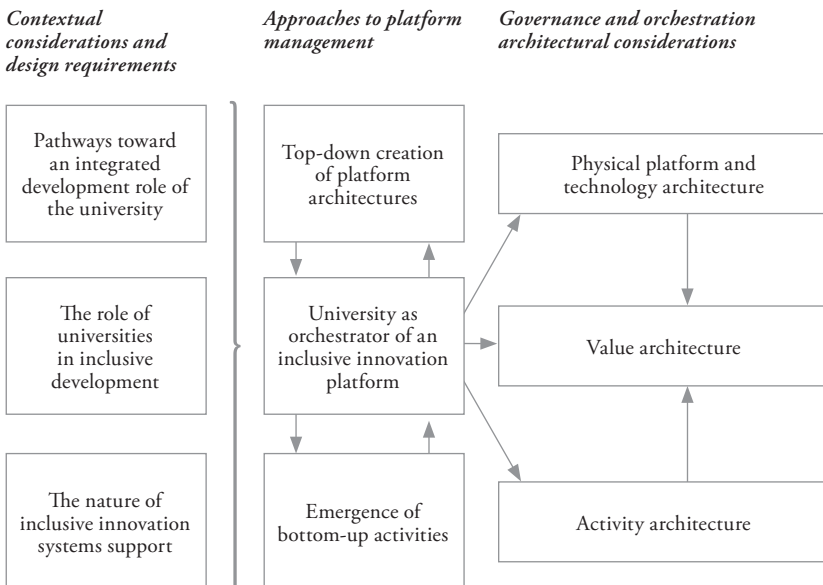 Contextual
considerations and
design requirements
Approaches to platform
management
Governance and orchestration
architectural considerations
Pathways toward
an integrated
development role of
the university
The role of
universities
in inclusive
development
The nature of
inclusive innovation
systems support
Top-down creation
of platform
architectures
University as
orchestrator of an
inclusive innovation
platform
Emergence of
bottom-up activities
Physical platform and
technology architecture
Value architecture
Activity architecture